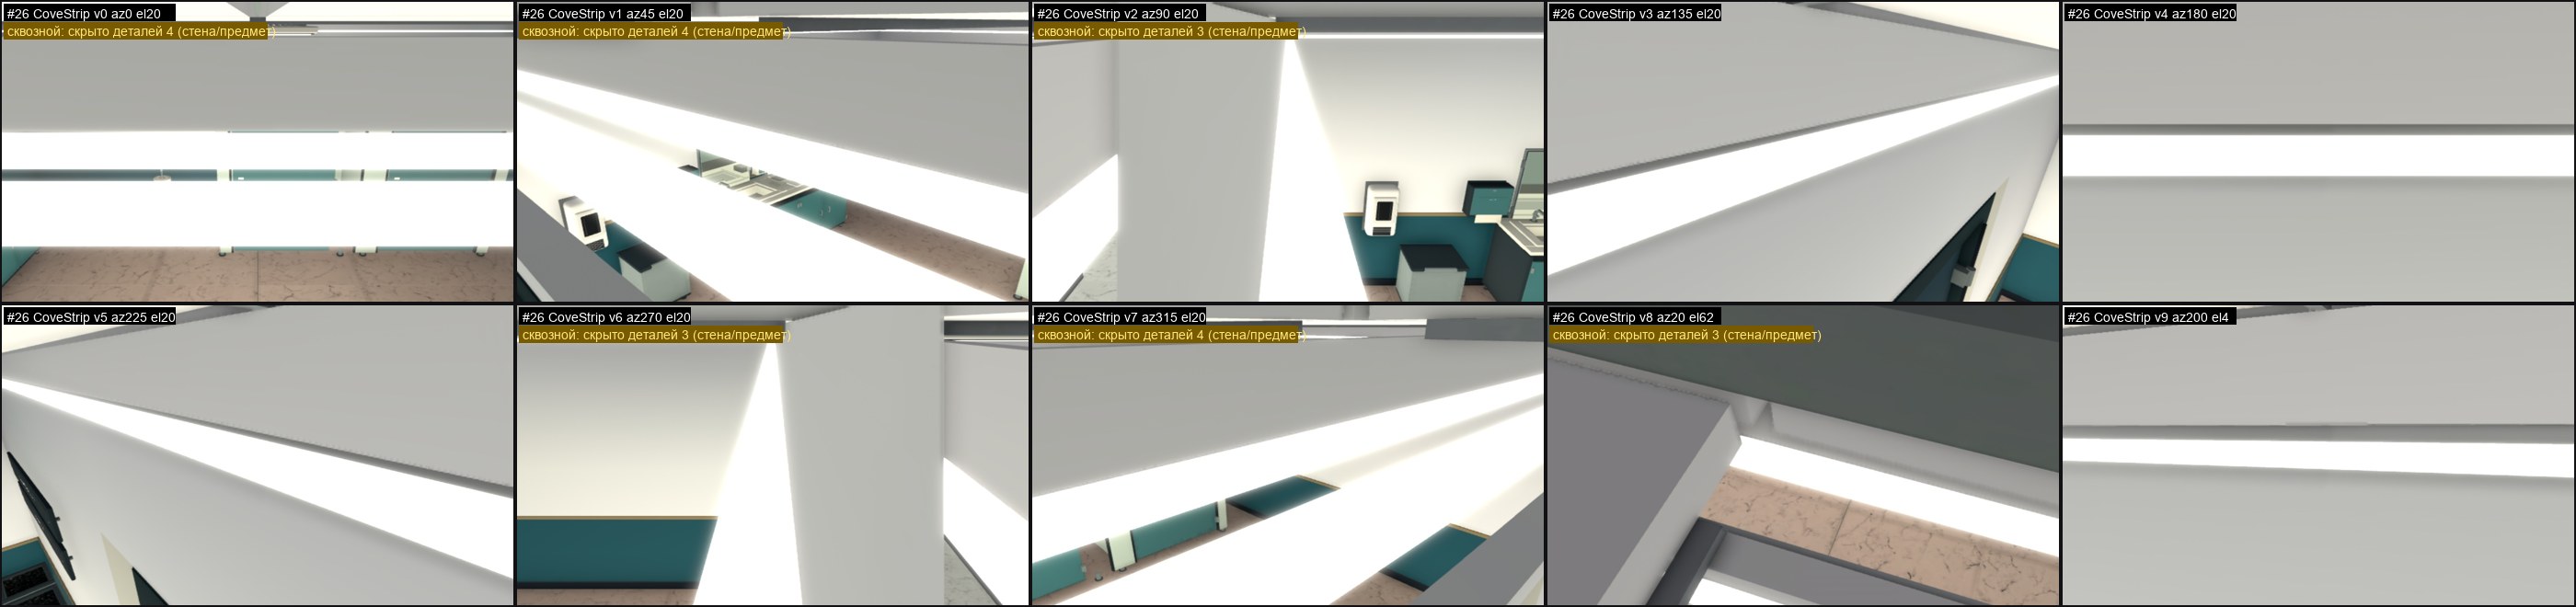 #26 CoveStrip v0 az0 el20
сквозной: скрыто деталей 4 (стена/предмет)
#26 CoveStrip v1 az45 el20
сквозной: скрыто деталей 4 (стена/предмет)
#26 CoveStrip v2 az90 el20
сквозной: скрыто деталей 3 (стена/предмет)
#26 CoveStrip v3 az135 el20
#26 CoveStrip v4 az180 el20
#26 CoveStrip v5 az225 el20
#26 CoveStrip v6 az270 el20
сквозной: скрыто деталей 3 (стена/предмет)
#26 CoveStrip v7 az315 el20
сквозной: скрыто деталей 4 (стена/предмет)
#26 CoveStrip v8 az20 el62
сквозной: скрыто деталей 3 (стена/предмет)
#26 CoveStrip v9 az200 el4